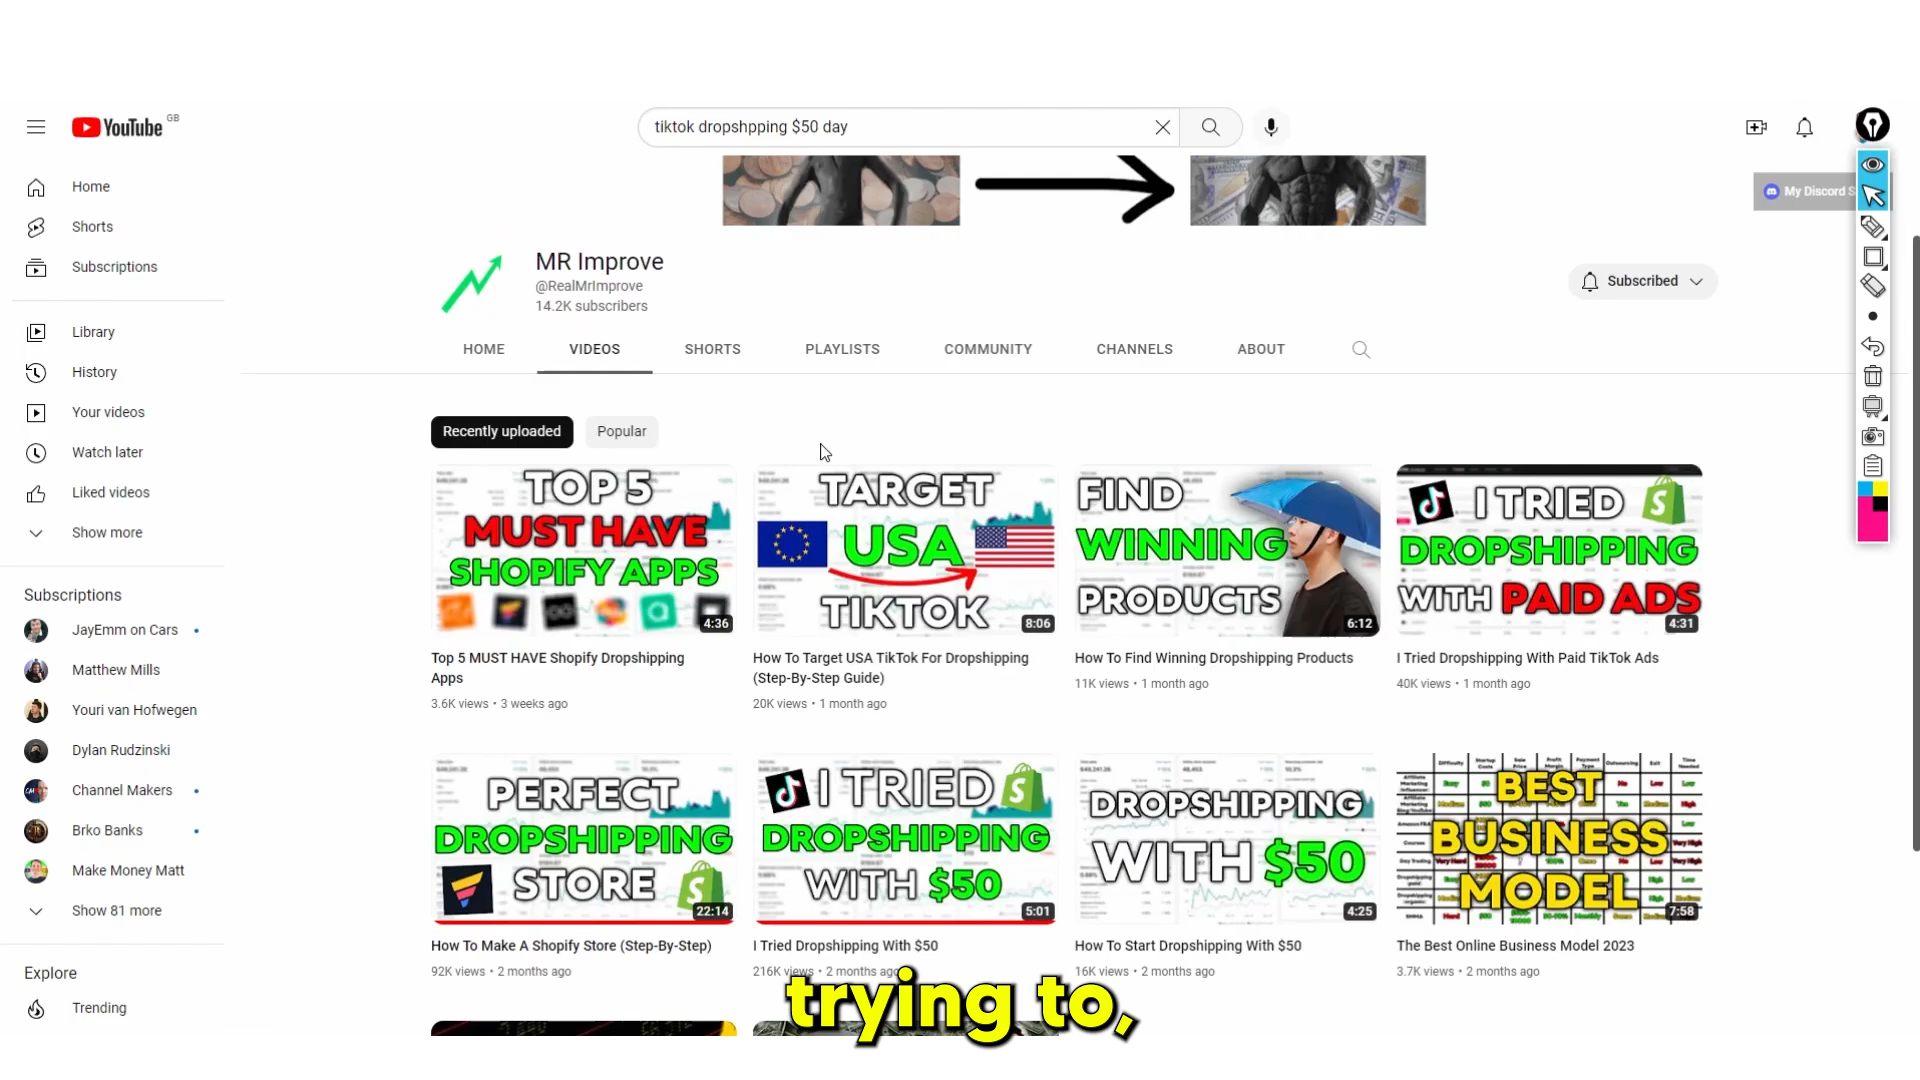 YouTube GB
tiktok dropshpping $50 day
Home
Shorts
Subscriptions
Library
History
Your videos
Watch later
Liked videos
Show more
Subscriptions
JayEmm on Cars
Matthew Mills
Youri van Hofwegen
Dylan Rudzinski
Channel Makers
Brko Banks
Make Money Matt
Show 81 more
Explore
Trending
My Discord S
MR Improve
@RealMrImprove
14.2K subscribers
Subscribed
HOME VIDEOS SHORTS PLAYLISTS COMMUNITY CHANNELS ABOUT
Recently uploaded Popular
TOP 5
MUST HAVE
SHOPIFY APPS
4:36
Top 5 MUST HAVE Shopify Dropshipping
Apps
3.6K views • 3 weeks ago
TARGET
USA
TIKTOK
8:06
How To Target USA TikTok For Dropshipping
(Step-By-Step Guide)
20K views • 1 month ago
FIND
WINNING
PRODUCTS
6:12
How To Find Winning Dropshipping Products
11K views • 1 month ago
I TRIED
DROPSHIPPING
WITH PAID ADS
4:31
I Tried Dropshipping With Paid TikTok Ads
40K views • 1 month ago
PERFECT
DROPSHIPPING
STORE
22:14
How To Make A Shopify Store (Step-By-Step)
92K views • 2 months ago
I TRIED
DROPSHIPPING
WITH $50
5:01
I Tried Dropshipping With $50
216K views • 2 months ago
DROPSHIPPING
WITH $50
4:25
How To Start Dropshipping With $50
16K views • 2 months ago
BEST
BUSINESS
MODEL
7:58
The Best Online Business Model 2023
3.7K views • 2 months ago
trying to,